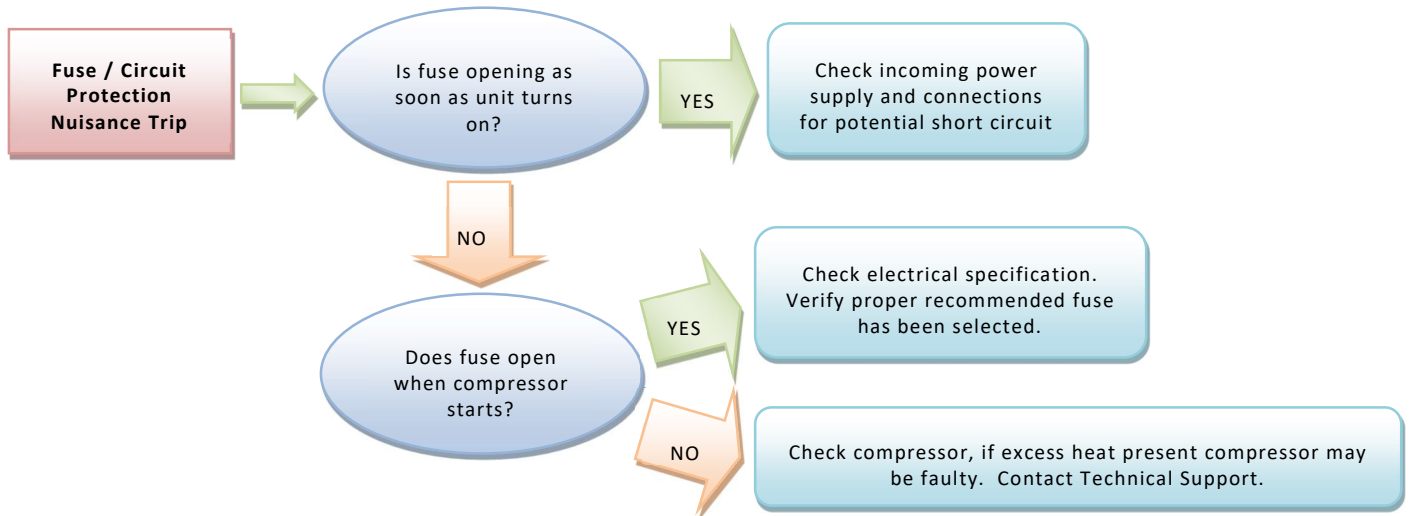 Fuse / Circuit
Protection
Nuisance Trip
Is fuse opening as
soon as unit turns
on?
YES
Check incoming power
supply and connections
for potential short circuit
NO
Does fuse open
when compressor
starts?
YES
Check electrical specification.
Verify proper recommended fuse
has been selected.
NO
Check compressor, if excess heat present compressor may
be faulty.  Contact Technical Support.